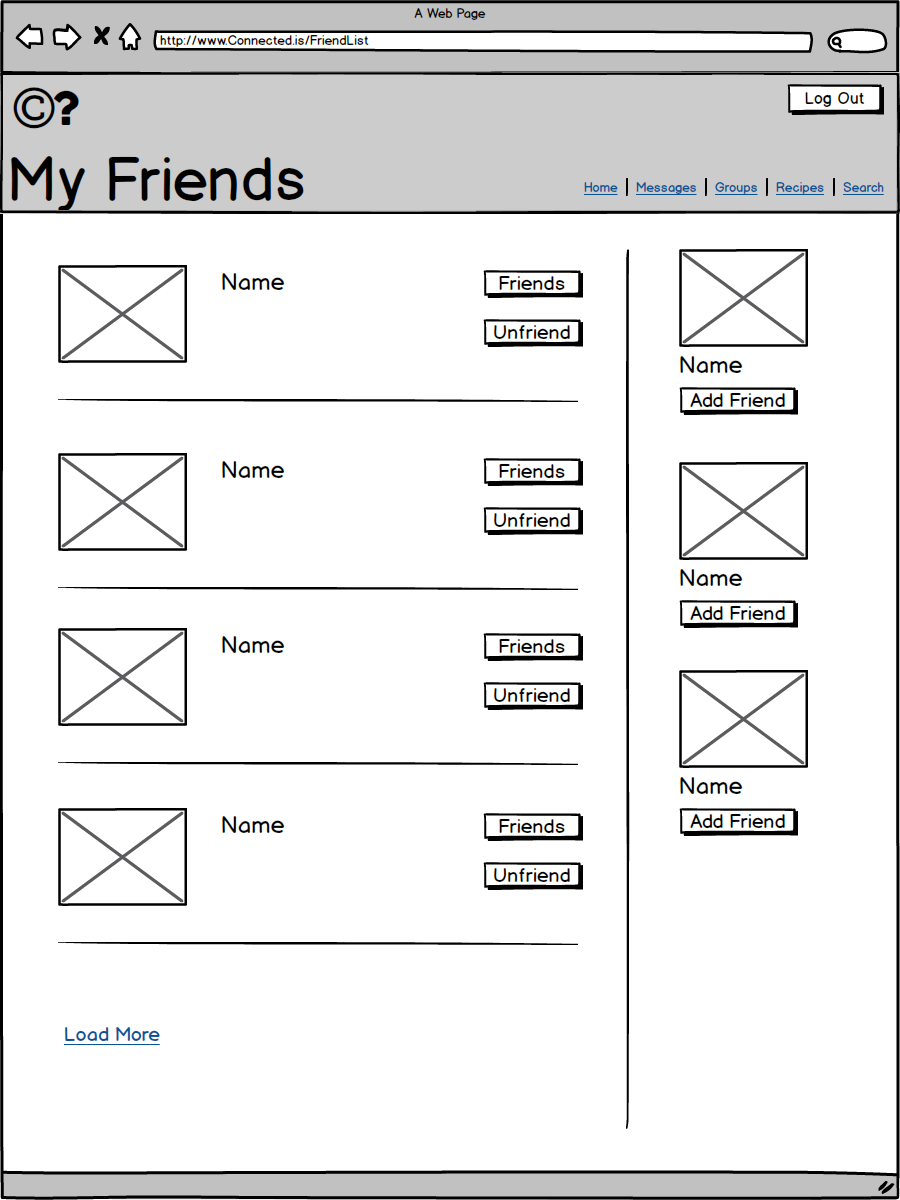 A Web Page
http://www.Connected.is/FriendList
©?
Log Out
My Friends
Home | Messages | Groups | Recipes | Search
Name
Friends
Unfriend
Name
Friends
Unfriend
Name
Friends
Unfriend
Name
Friends
Unfriend
Load More
Name
Add Friend
Name
Add Friend
Name
Add Friend